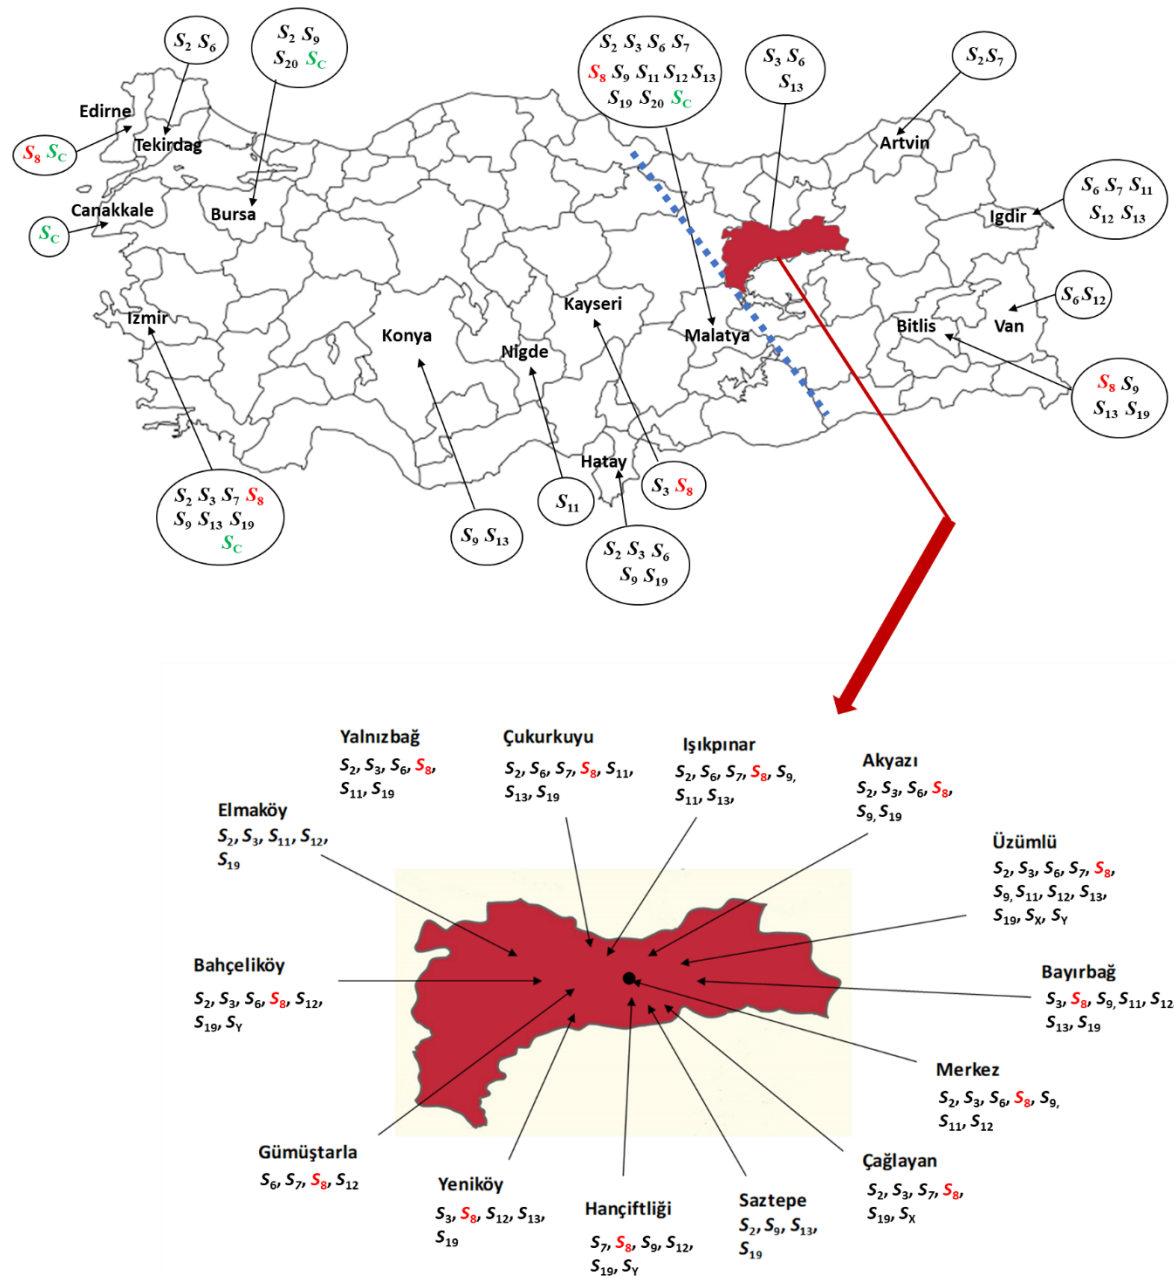 S2 S6
S2 S9
S20 SC
S2 S3 S6 S7
S8 S9 S11 S12 S13
S19 S20 SC
S3 S6
S13
S2 S7
Edirne
Tekirdag
S8 SC
Canakkale
Bursa
SC
Artvin
S6 S7 S11
S12 S13
Igdir
S6 S12
Izmir
Konya
Nigde
Kayseri
Malatya
Bitlis
Van
S8 S9
S13 S19
Hatay
S2 S3 S7 S8
S9 S13 S19
SC
S9 S13
S11
S3 S8
S2 S3 S6
S9 S19
Yalnızbağ
S2, S3, S6, S8,
S11, S19
Çukurkuyu
S2, S6, S7, S8, S11,
S13, S19
Işıkpınar
S2, S6, S7, S8, S9,
S11, S13,
Akyazı
S2, S3, S6, S8,
S9, S19
Elmaköy
S2, S3, S11, S12,
S19
Üzümlü
S2, S3, S6, S7, S8,
S9, S11, S12, S13,
S19, SX, SY
Bahçeliköy
S2, S3, S6, S8, S12,
S19, SY
Bayırbağ
S3, S8, S9, S11, S12
S13, S19
Merkez
S2, S3, S6, S8, S9,
S11, S12
Gümüştarla
S6, S7, S8, S12
Yeniköy
S3, S8, S12, S13,
S19
Hançiftliği
S7, S8, S9, S12,
S19, SY
Saztepe
S2, S9, S13,
S19
Çağlayan
S2, S3, S7, S8,
S19, SX